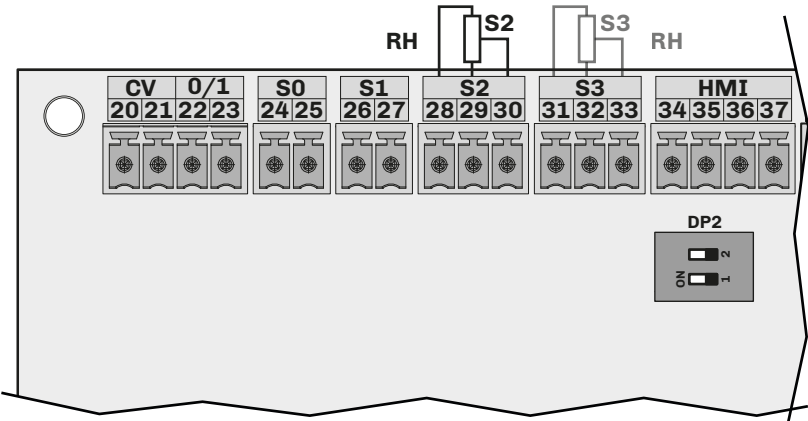 RH S2 S3 RH
CV 0/1 S0 S1 S2 S3 HMI
20 21 22 23 24 25 26 27 28 29 30 31 32 33 34 35 36 37
DP2
2
ON 1